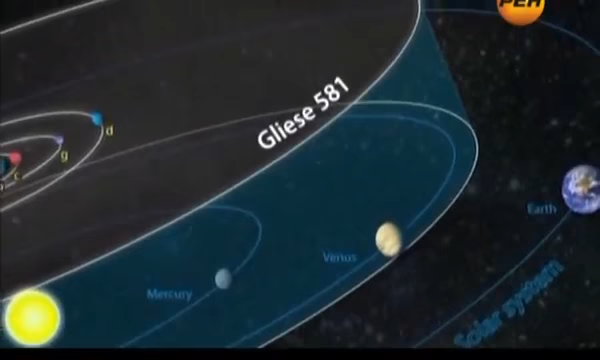 РЕН
Gliese 581
d
g
c
Earth
Venus
Mercury
Solar system